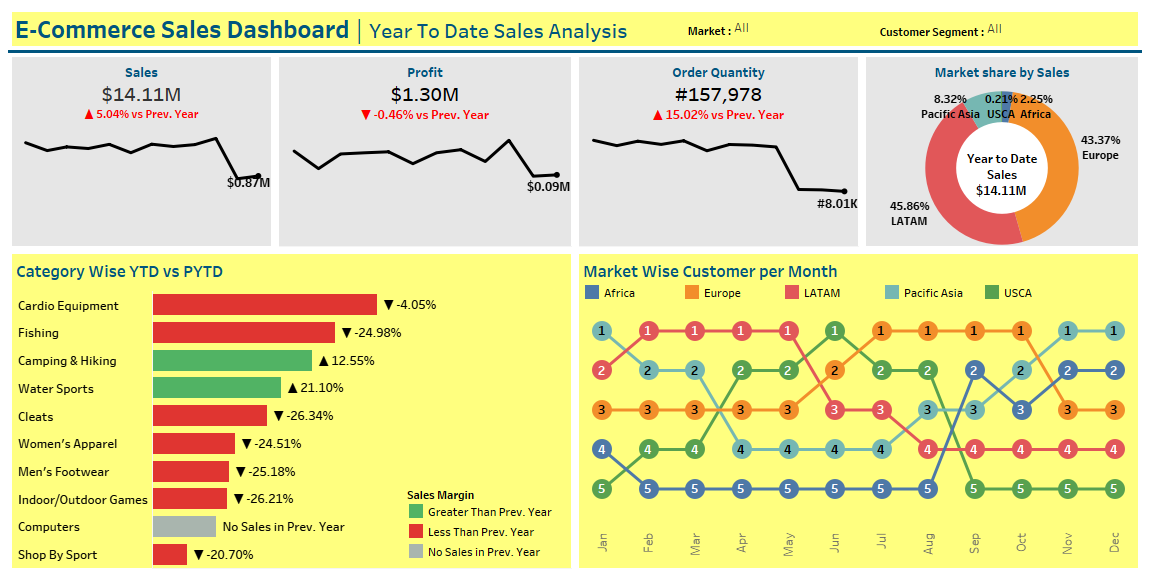 E-Commerce Sales Dashboard | Year To Date Sales Analysis
Market : All
Customer Segment : All
Sales
$14.11M
▲ 5.04% vs Prev. Year
$0.87M
Profit
$1.30M
▼ -0.46% vs Prev. Year
$0.09M
Order Quantity
#157,978
▲ 15.02% vs Prev. Year
#8.01K
Market share by Sales
8.32%
Pacific Asia
0.21%
USCA
2.25%
Africa
43.37%
Europe
Year to Date
Sales
$14.11M
45.86%
LATAM
Category Wise YTD vs PYTD
Cardio Equipment ▼ -4.05%
Fishing ▼ -24.98%
Camping & Hiking ▲ 12.55%
Water Sports ▲ 21.10%
Cleats ▼ -26.34%
Women's Apparel ▼ -24.51%
Men's Footwear ▼ -25.18%
Indoor/Outdoor Games ▼ -26.21%
Computers No Sales in Prev. Year
Shop By Sport ▼ -20.70%
Sales Margin
Greater Than Prev. Year
Less Than Prev. Year
No Sales in Prev. Year
Market Wise Customer per Month
Africa Europe LATAM Pacific Asia USCA
1 1 1 1 1 1 1 1 1 1 1 1
2 2 2 2 2 2 2 2 2 2 2 2
3 3 3 3 3 3 3 3 3 3 3 3
4 4 4 4 4 4 4 4 4 4 4 4
5 5 5 5 5 5 5 5 5 5 5 5
Jan Feb Mar Apr May Jun Jul Aug Sep Oct Nov Dec